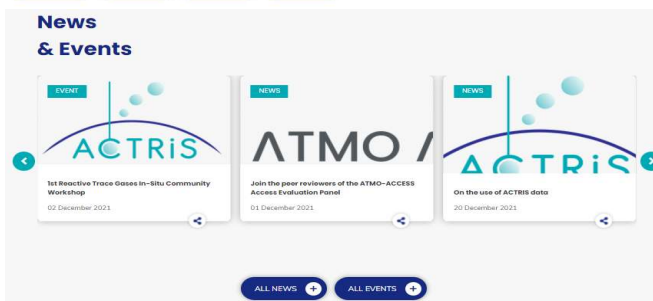 News
& Events
EVENT
ACTRiS
1st Reactive Trace Gases In-Situ Community
Workshop
02 December 2021
NEWS
ATMO A
Join the peer reviewers of the ATMO-ACCESS
Access Evaluation Panel
01 December 2021
NEWS
ACTRiS
On the use of ACTRIS data
20 December 2021
ALL NEWS +
ALL EVENTS +